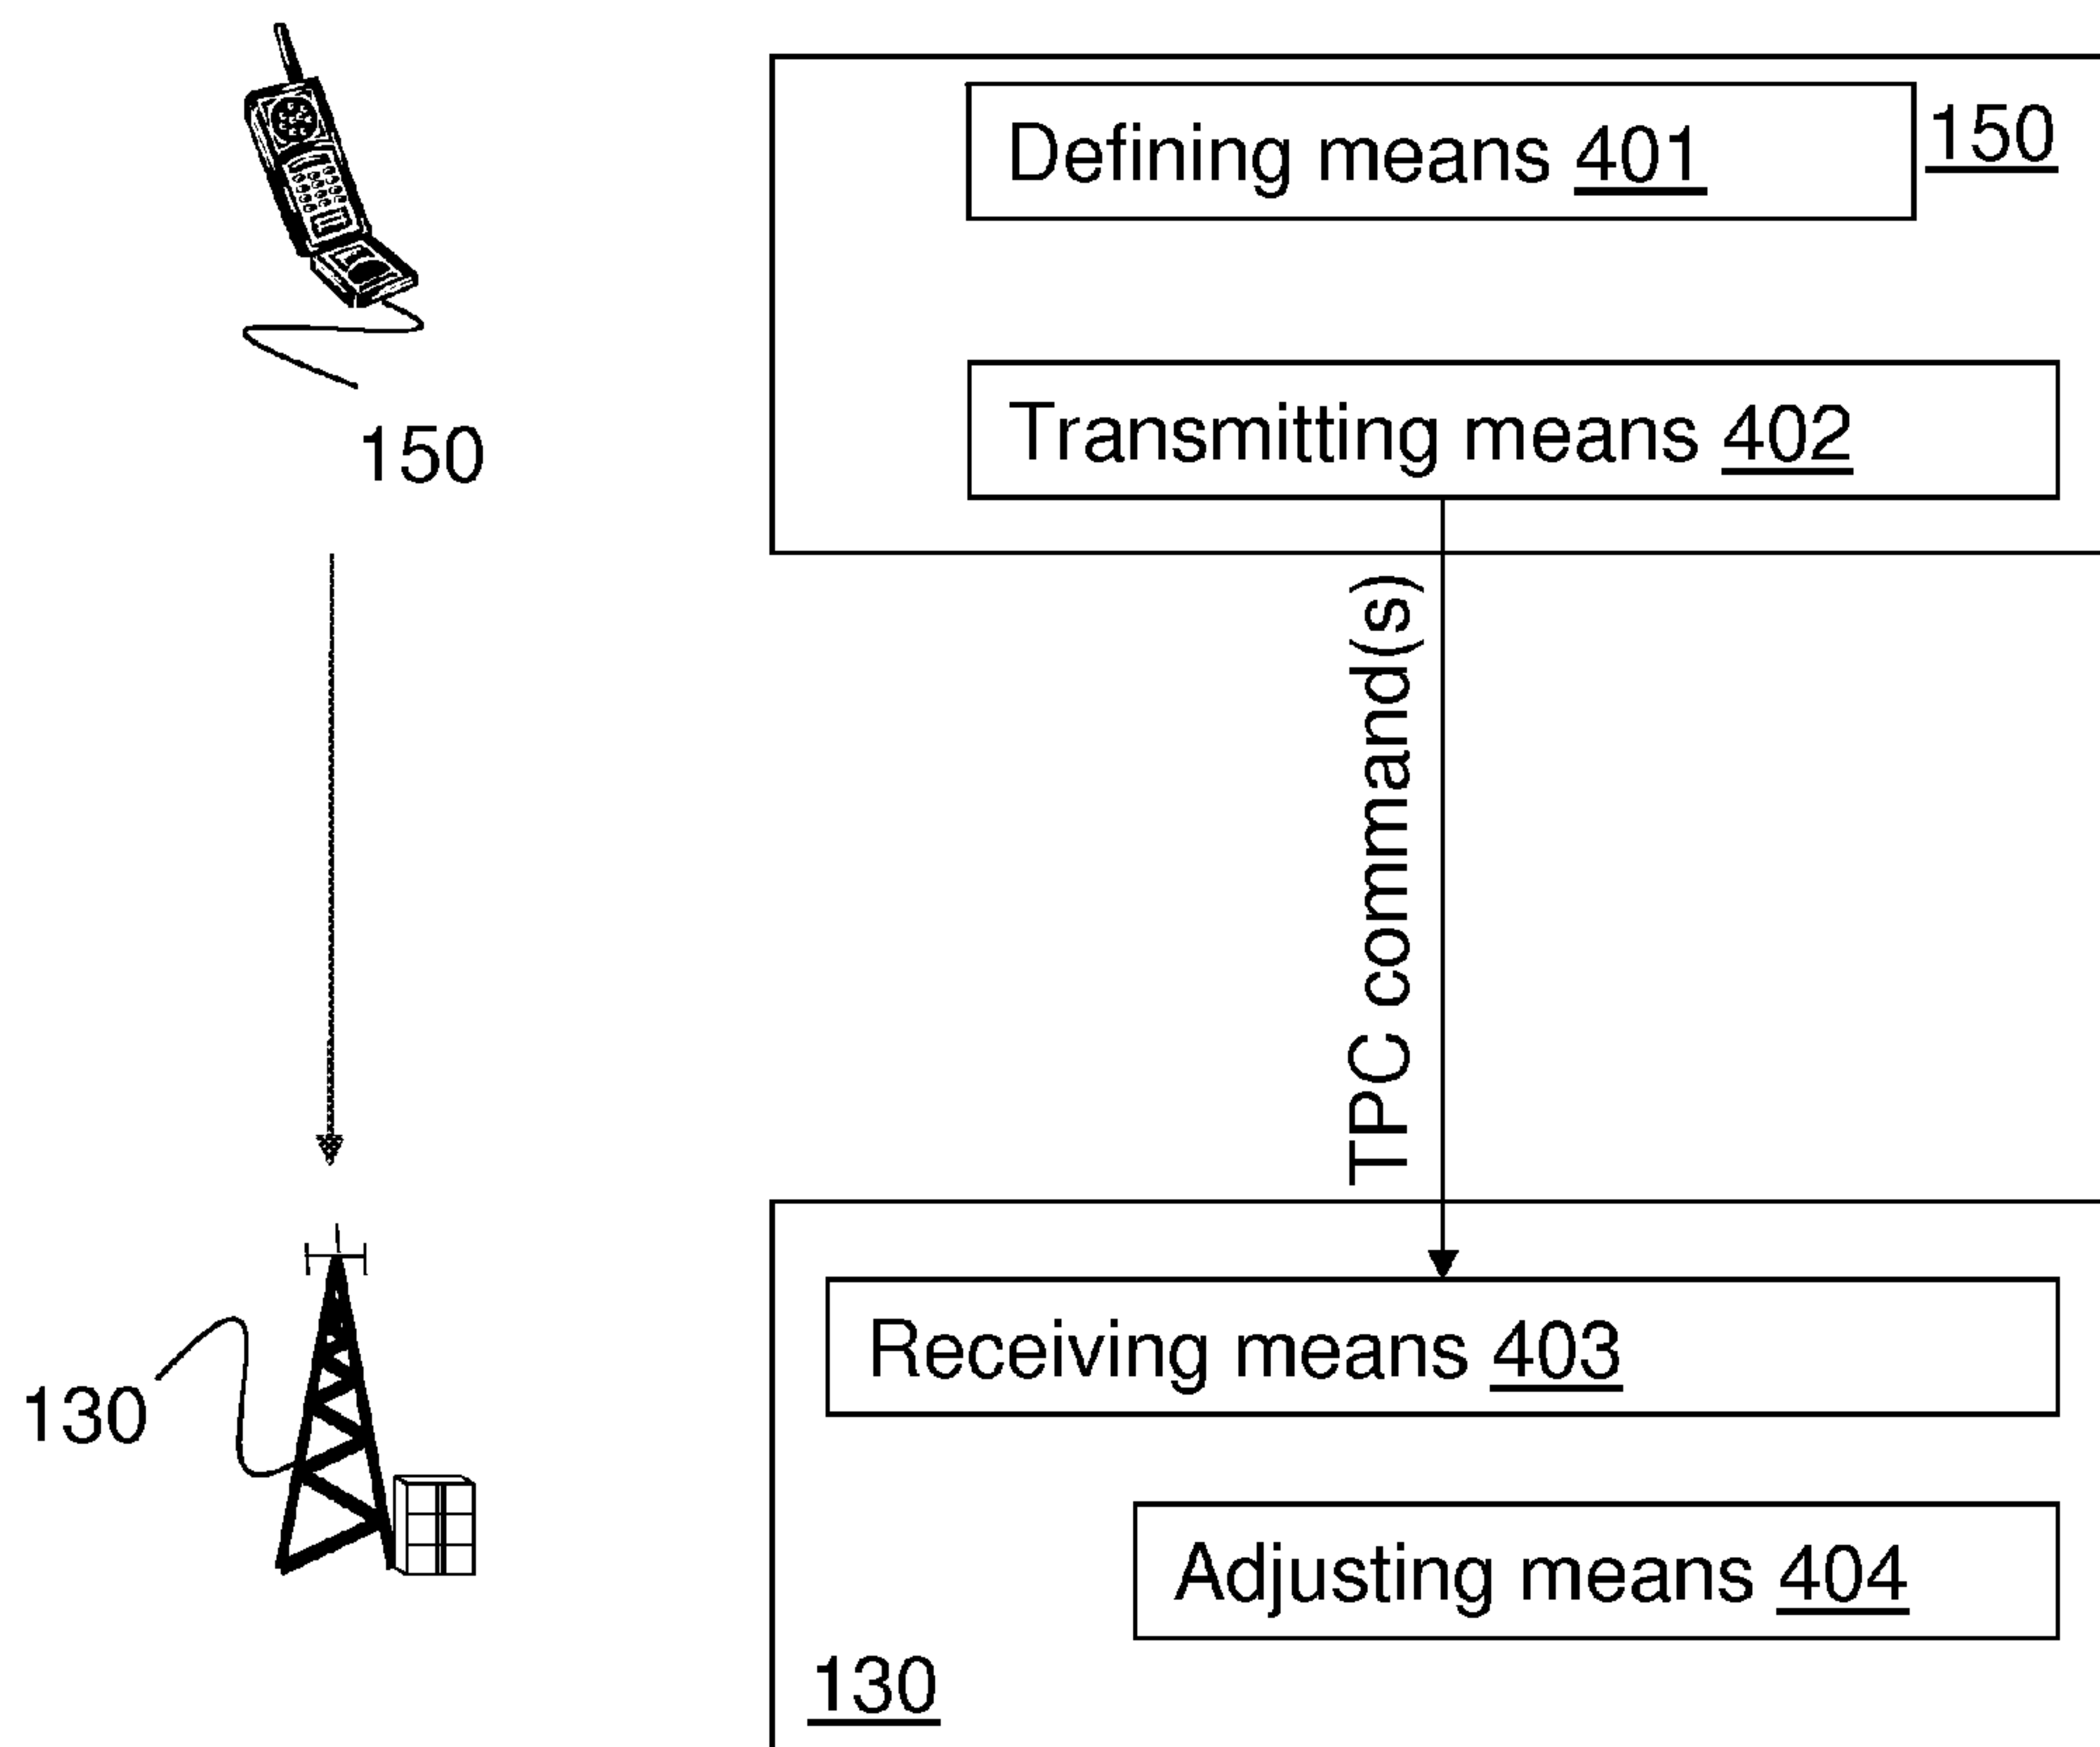 Defining means 401
150
Transmitting means 402
150
TPC command(s)
Receiving means 403
130
Adjusting means 404
130